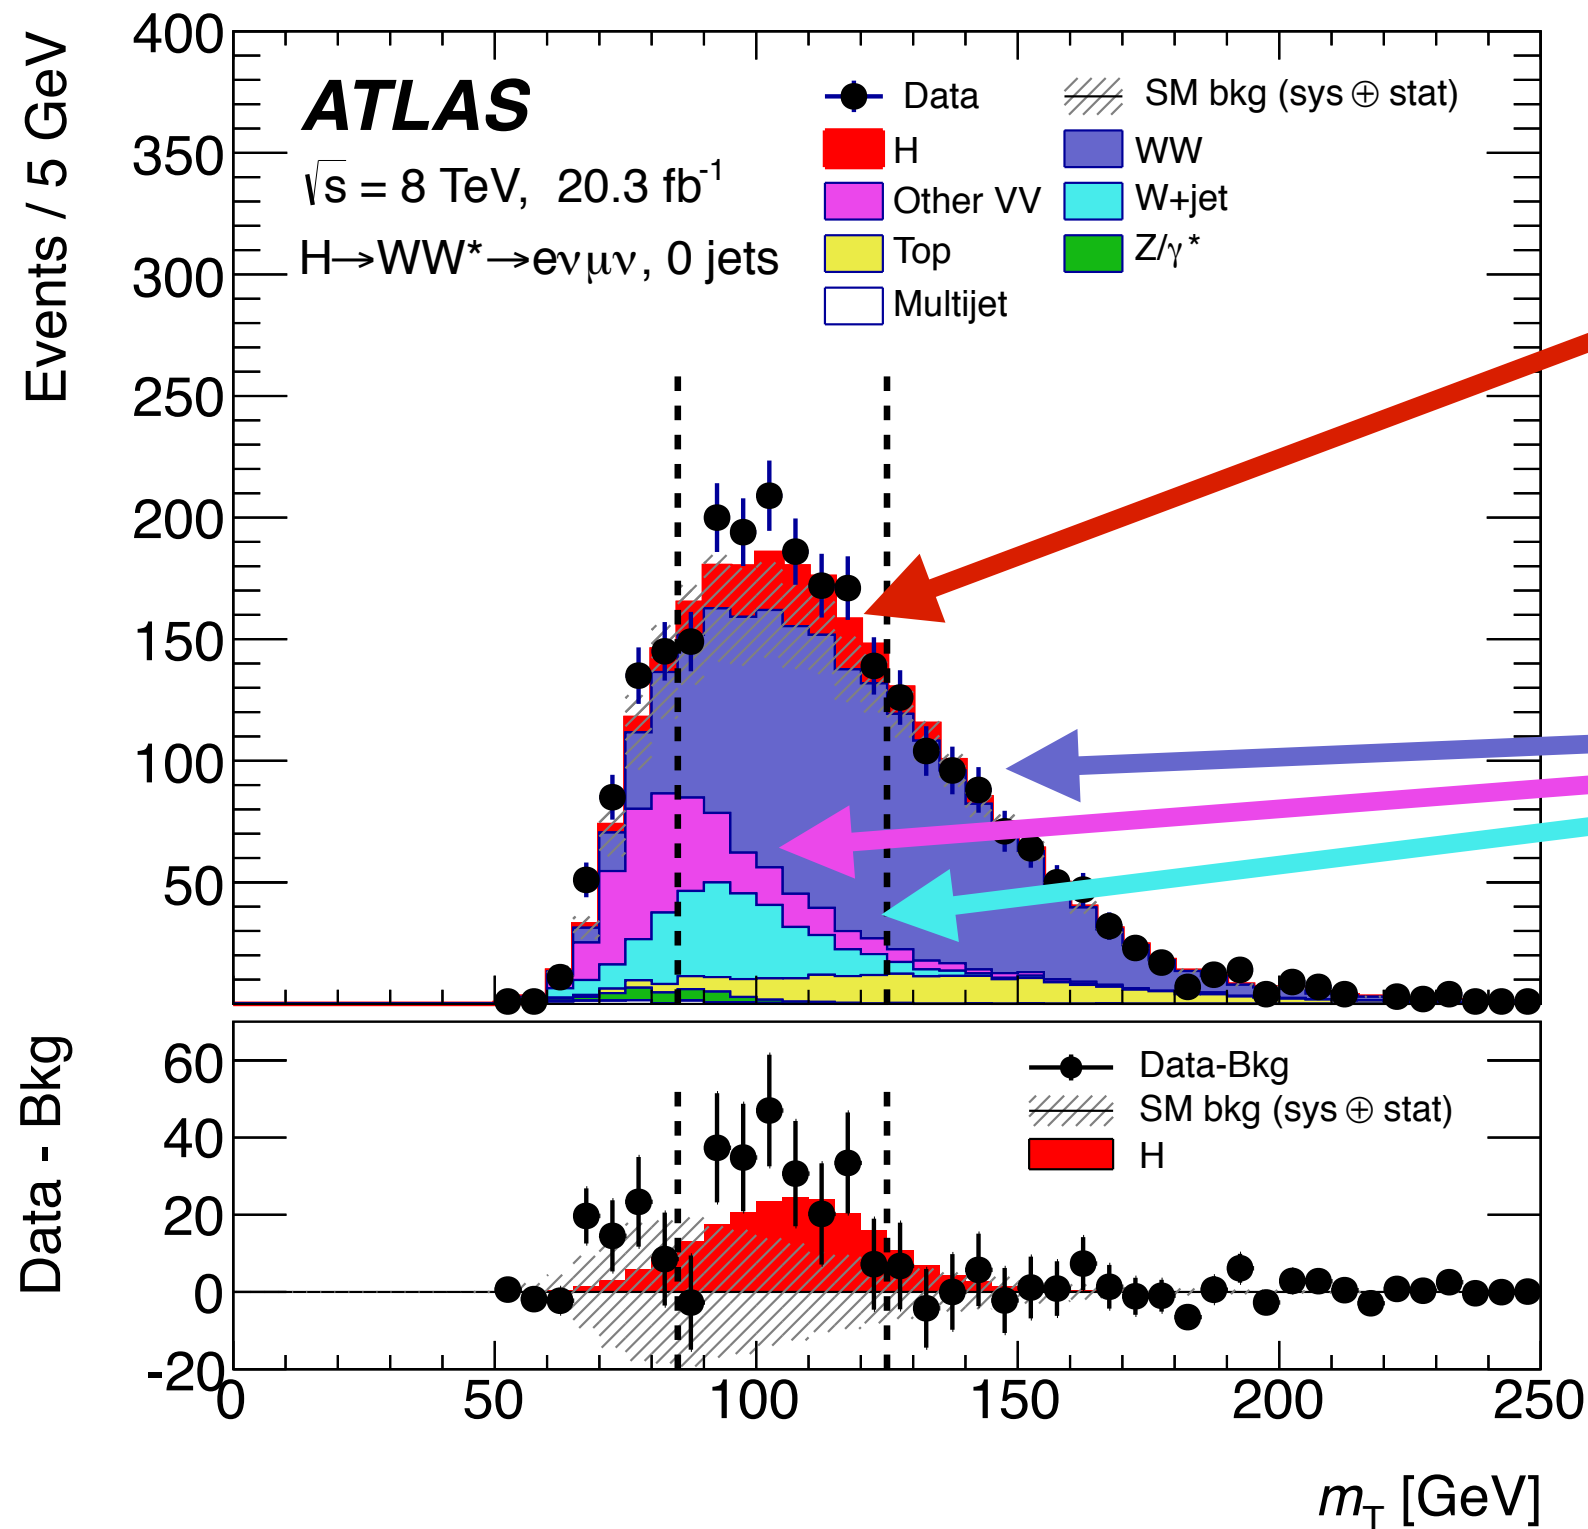 Events / 5 GeV
400
350
300
250
200
150
100
50
ATLAS
√s = 8 TeV, 20.3 fb⁻¹
H→WW*→eνμν, 0 jets
Data
SM bkg (sys ⊕ stat)
H
WW
Other VV
W+jet
Top
Z/γ*
Multijet
Data - Bkg
60
40
20
0
-20
Data-Bkg
SM bkg (sys ⊕ stat)
H
0
50
100
150
200
250
m_T [GeV]